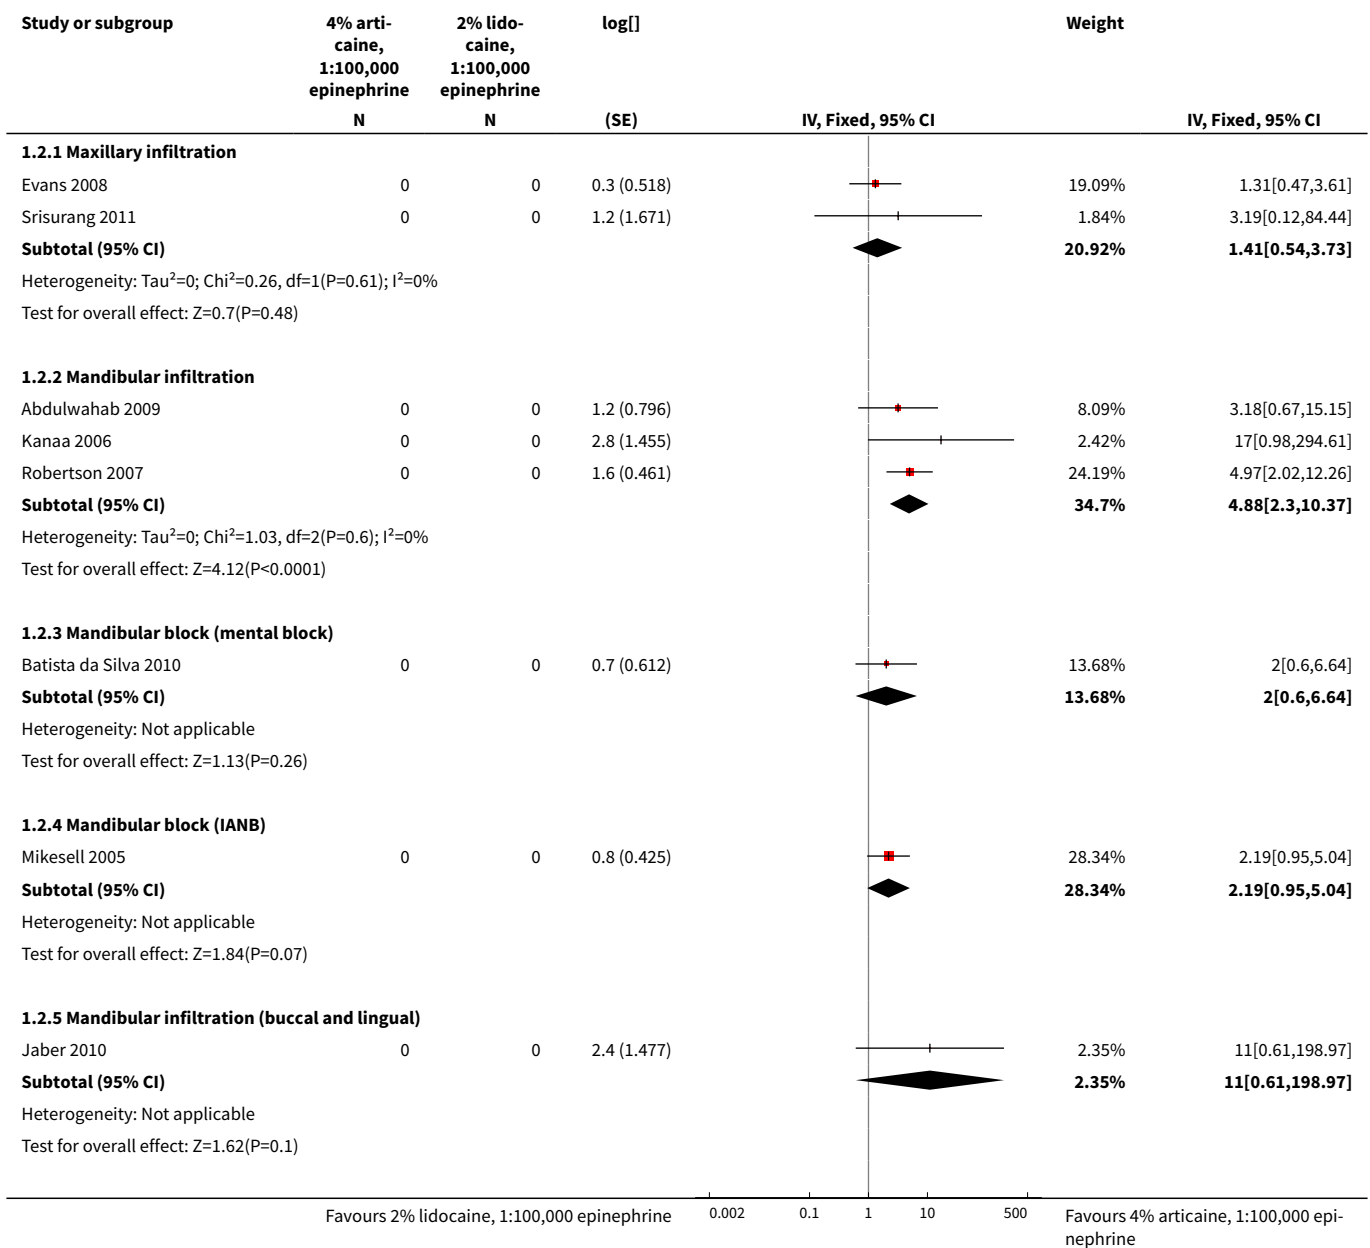 Study or subgroup 4% arti- 2% lido- log[] Weight
caine, caine,
1:100,000 1:100,000
epinephrine epinephrine
N N (SE) IV, Fixed, 95% CI IV, Fixed, 95% CI
1.2.1 Maxillary infiltration
Evans 2008 0 0 0.3 (0.518) 19.09% 1.31[0.47,3.61]
Srisurang 2011 0 0 1.2 (1.671) 1.84% 3.19[0.12,84.44]
Subtotal (95% CI) 20.92% 1.41[0.54,3.73]
Heterogeneity: Tau²=0; Chi²=0.26, df=1(P=0.61); I²=0%
Test for overall effect: Z=0.7(P=0.48)
1.2.2 Mandibular infiltration
Abdulwahab 2009 0 0 1.2 (0.796) 8.09% 3.18[0.67,15.15]
Kanaa 2006 0 0 2.8 (1.455) 2.42% 17[0.98,294.61]
Robertson 2007 0 0 1.6 (0.461) 24.19% 4.97[2.02,12.26]
Subtotal (95% CI) 34.7% 4.88[2.3,10.37]
Heterogeneity: Tau²=0; Chi²=1.03, df=2(P=0.6); I²=0%
Test for overall effect: Z=4.12(P<0.0001)
1.2.3 Mandibular block (mental block)
Batista da Silva 2010 0 0 0.7 (0.612) 13.68% 2[0.6,6.64]
Subtotal (95% CI) 13.68% 2[0.6,6.64]
Heterogeneity: Not applicable
Test for overall effect: Z=1.13(P=0.26)
1.2.4 Mandibular block (IANB)
Mikesell 2005 0 0 0.8 (0.425) 28.34% 2.19[0.95,5.04]
Subtotal (95% CI) 28.34% 2.19[0.95,5.04]
Heterogeneity: Not applicable
Test for overall effect: Z=1.84(P=0.07)
1.2.5 Mandibular infiltration (buccal and lingual)
Jaber 2010 0 0 2.4 (1.477) 2.35% 11[0.61,198.97]
Subtotal (95% CI) 2.35% 11[0.61,198.97]
Heterogeneity: Not applicable
Test for overall effect: Z=1.62(P=0.1)
Favours 2% lidocaine, 1:100,000 epinephrine 0.002 0.1 1 10 500 Favours 4% articaine, 1:100,000 epi-
nephrine